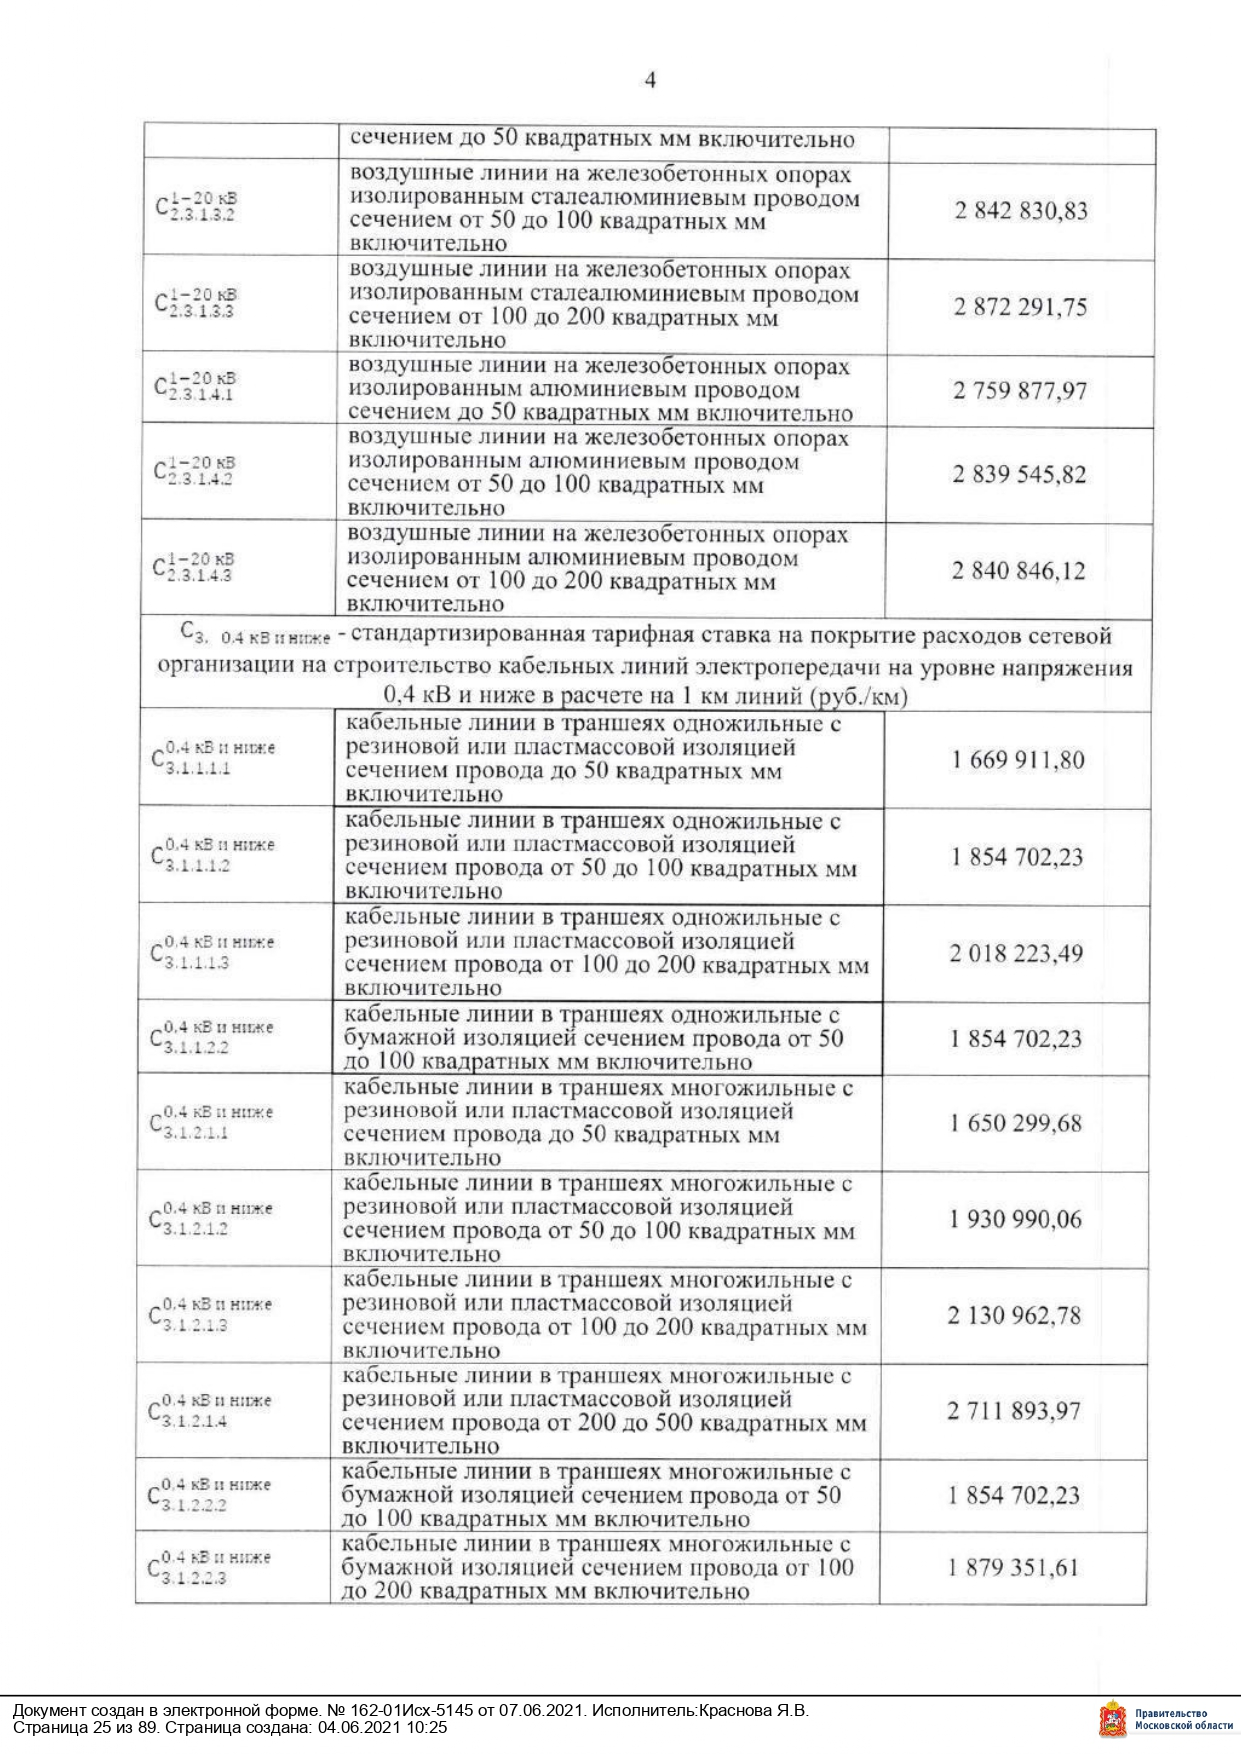 4
сечением до 50 квадратных мм включительно
C 1–20 кВ 2.3.1.3.2
воздушные линии на железобетонных опорах
изолированным сталеалюминиевым проводом
сечением от 50 до 100 квадратных мм
включительно
2 842 830,83
C 1–20 кВ 2.3.1.3.3
воздушные линии на железобетонных опорах
изолированным сталеалюминиевым проводом
сечением от 100 до 200 квадратных мм
включительно
2 872 291,75
C 1–20 кВ 2.3.1.4.1
воздушные линии на железобетонных опорах
изолированным алюминиевым проводом
сечением до 50 квадратных мм включительно
2 759 877,97
C 1–20 кВ 2.3.1.4.2
воздушные линии на железобетонных опорах
изолированным алюминиевым проводом
сечением от 50 до 100 квадратных мм
включительно
2 839 545,82
C 1–20 кВ 2.3.1.4.3
воздушные линии на железобетонных опорах
изолированным алюминиевым проводом
сечением от 100 до 200 квадратных мм
включительно
2 840 846,12
C3. 0.4 кВ и ниже - стандартизированная тарифная ставка на покрытие расходов сетевой
организации на строительство кабельных линий электропередачи на уровне напряжения
0,4 кВ и ниже в расчете на 1 км линий (руб./км)
C 0.4 кВ и ниже 3.1.1.1.1
кабельные линии в траншеях одножильные с
резиновой или пластмассовой изоляцией
сечением провода до 50 квадратных мм
включительно
1 669 911,80
C 0.4 кВ и ниже 3.1.1.1.2
кабельные линии в траншеях одножильные с
резиновой или пластмассовой изоляцией
сечением провода от 50 до 100 квадратных мм
включительно
1 854 702,23
C 0.4 кВ и ниже 3.1.1.1.3
кабельные линии в траншеях одножильные с
резиновой или пластмассовой изоляцией
сечением провода от 100 до 200 квадратных мм
включительно
2 018 223,49
C 0.4 кВ и ниже 3.1.1.2.2
кабельные линии в траншеях одножильные с
бумажной изоляцией сечением провода от 50
до 100 квадратных мм включительно
1 854 702,23
C 0.4 кВ и ниже 3.1.2.1.1
кабельные линии в траншеях многожильные с
резиновой или пластмассовой изоляцией
сечением провода до 50 квадратных мм
включительно
1 650 299,68
C 0.4 кВ и ниже 3.1.2.1.2
кабельные линии в траншеях многожильные с
резиновой или пластмассовой изоляцией
сечением провода от 50 до 100 квадратных мм
включительно
1 930 990,06
C 0.4 кВ и ниже 3.1.2.1.3
кабельные линии в траншеях многожильные с
резиновой или пластмассовой изоляцией
сечением провода от 100 до 200 квадратных мм
включительно
2 130 962,78
C 0.4 кВ и ниже 3.1.2.1.4
кабельные линии в траншеях многожильные с
резиновой или пластмассовой изоляцией
сечением провода от 200 до 500 квадратных мм
включительно
2 711 893,97
C 0.4 кВ и ниже 3.1.2.2.2
кабельные линии в траншеях многожильные с
бумажной изоляцией сечением провода от 50
до 100 квадратных мм включительно
1 854 702,23
C 0.4 кВ и ниже 3.1.2.2.3
кабельные линии в траншеях многожильные с
бумажной изоляцией сечением провода от 100
до 200 квадратных мм включительно
1 879 351,61
Документ создан в электронной форме. № 162-01Исх-5145 от 07.06.2021. Исполнитель:Краснова Я.В.
Страница 25 из 89. Страница создана: 04.06.2021 10:25
Правительство
Московской области